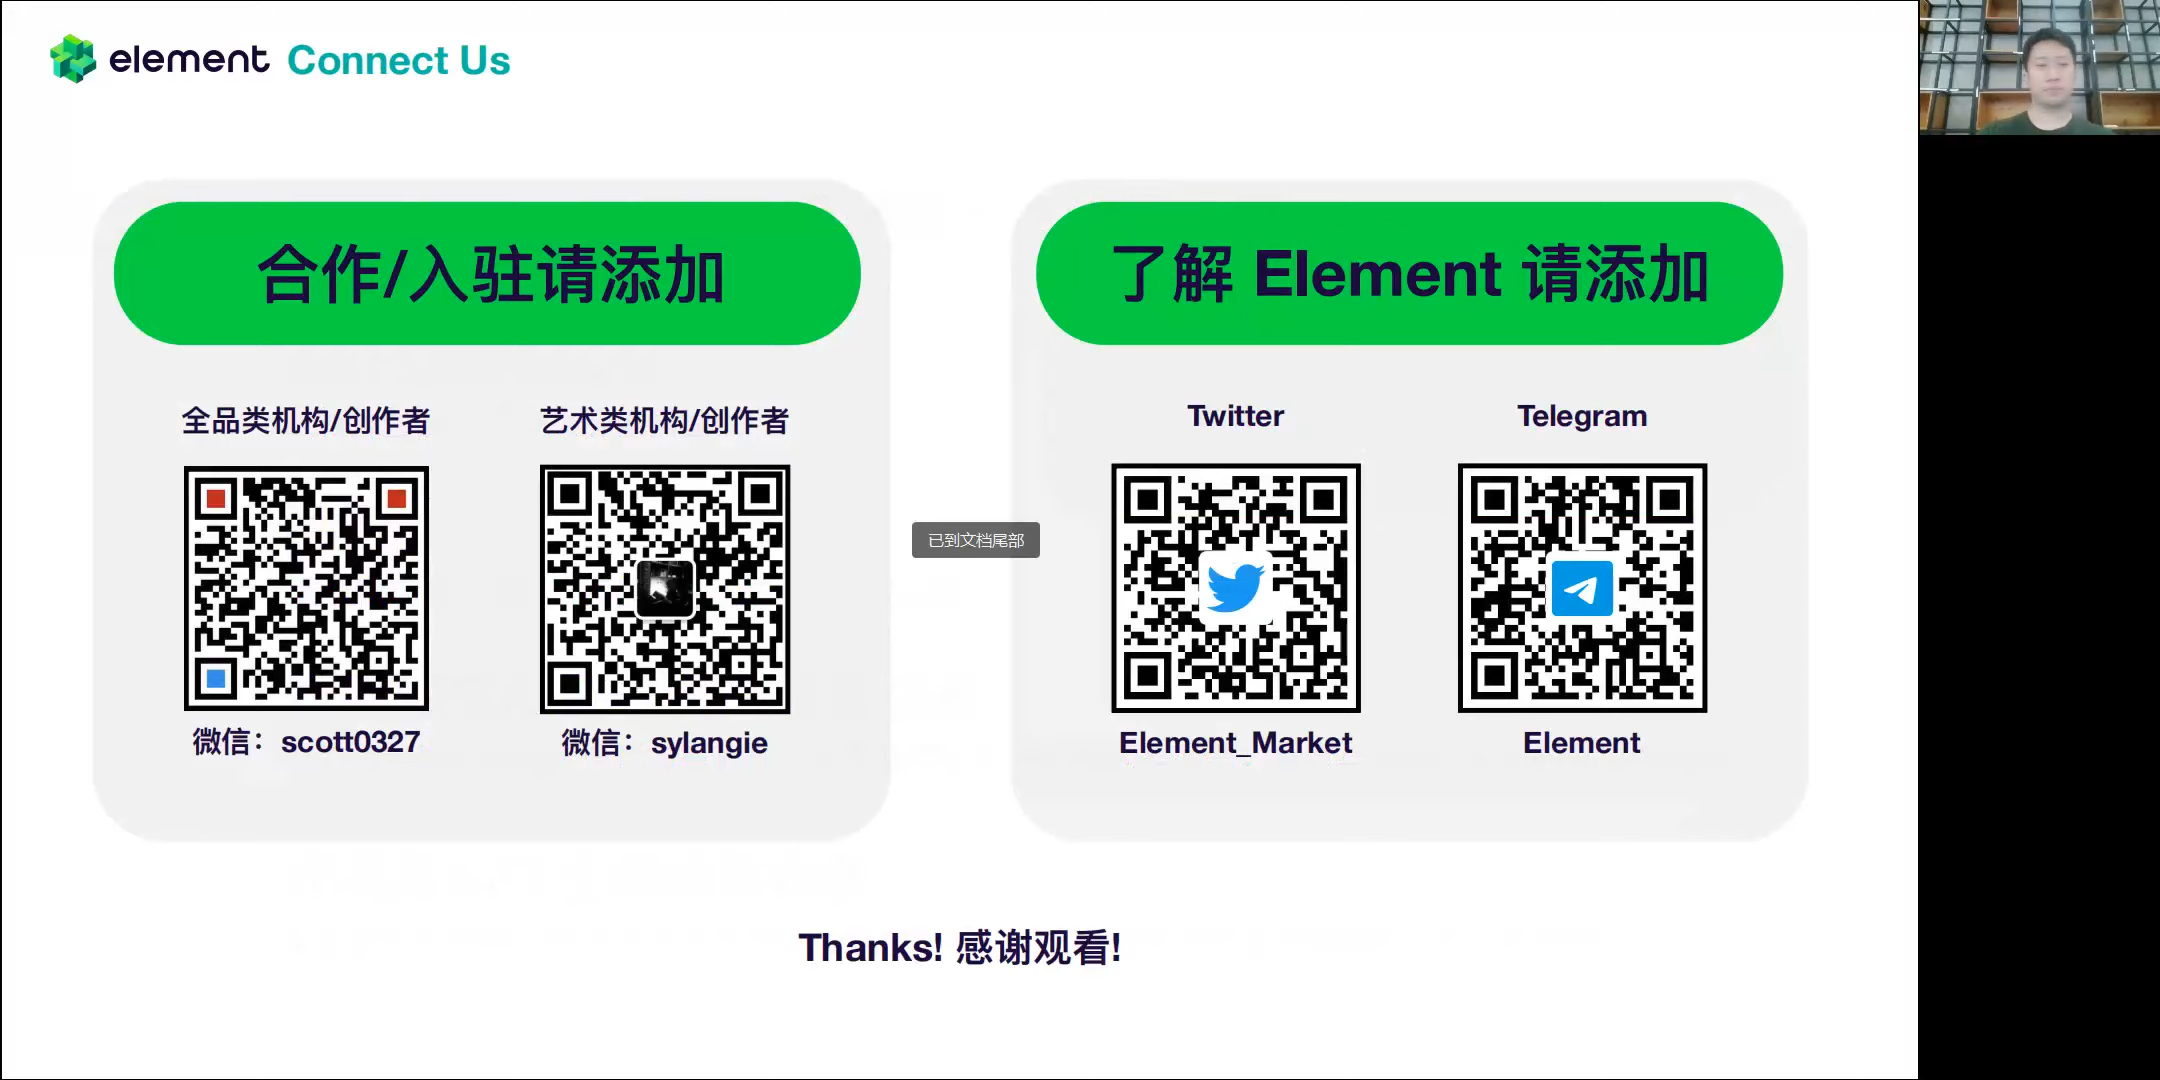 element Connect Us
合作/入驻请添加
全品类机构/创作者
艺术类机构/创作者
微信：scott0327
微信：sylangie
了解 Element 请添加
Twitter
Telegram
Element_Market
Element
已到文档尾部
Thanks! 感谢观看!